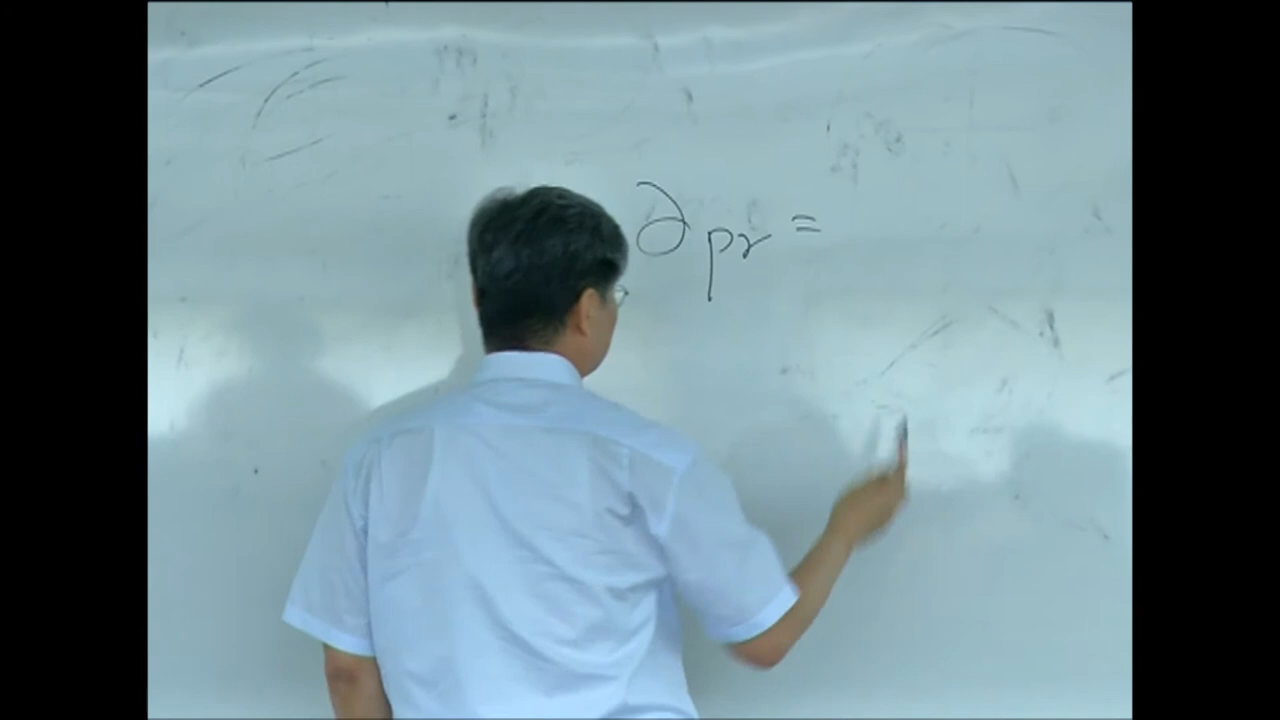 ∂pr =